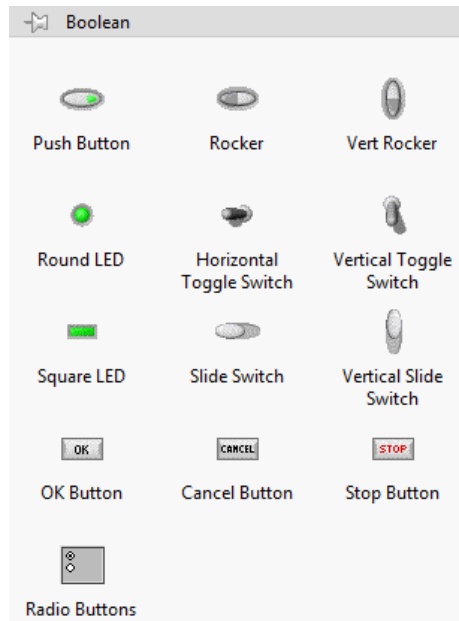 Boolean
Push Button
Rocker
Vert Rocker
Round LED
Horizontal
Toggle Switch
Vertical Toggle
Switch
Square LED
Slide Switch
Vertical Slide
Switch
OK
CANCEL
STOP
OK Button
Cancel Button
Stop Button
Radio Buttons